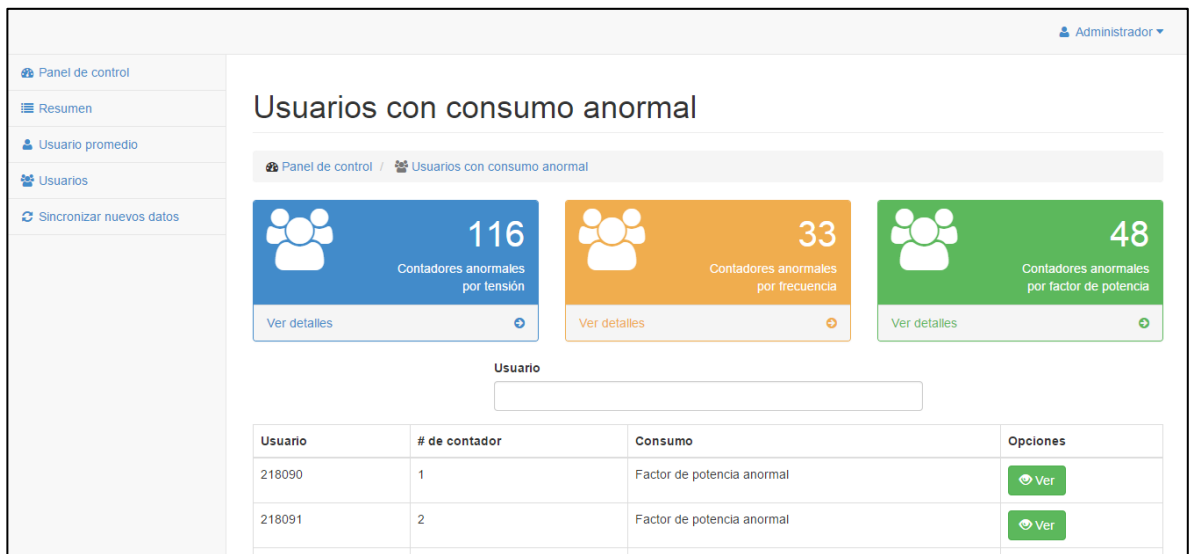 Administrador
Panel de control
Resumen
Usuario promedio
Usuarios
Sincronizar nuevos datos
Usuarios con consumo anormal
Panel de control / Usuarios con consumo anormal
116
Contadores anormales
por tensión
Ver detalles
33
Contadores anormales
por frecuencia
Ver detalles
48
Contadores anormales
por factor de potencia
Ver detalles
Usuario
Usuario # de contador Consumo Opciones
218090 1 Factor de potencia anormal Ver
218091 2 Factor de potencia anormal Ver